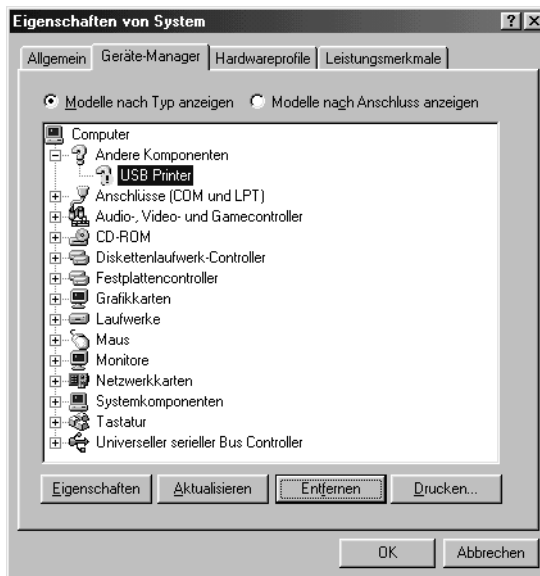 Eigenschaften von System
Allgemein Geräte-Manager Hardwareprofile Leistungsmerkmale
Modelle nach Typ anzeigen Modelle nach Anschluss anzeigen
Computer
Andere Komponenten
USB Printer
Anschlüsse (COM und LPT)
Audio-, Video- und Gamecontroller
CD-ROM
Diskettenlaufwerk-Controller
Festplattencontroller
Grafikkarten
Laufwerke
Maus
Monitore
Netzwerkkarten
Systemkomponenten
Tastatur
Universeller serieller Bus Controller
Eigenschaften Aktualisieren Entfernen Drucken...
OK Abbrechen